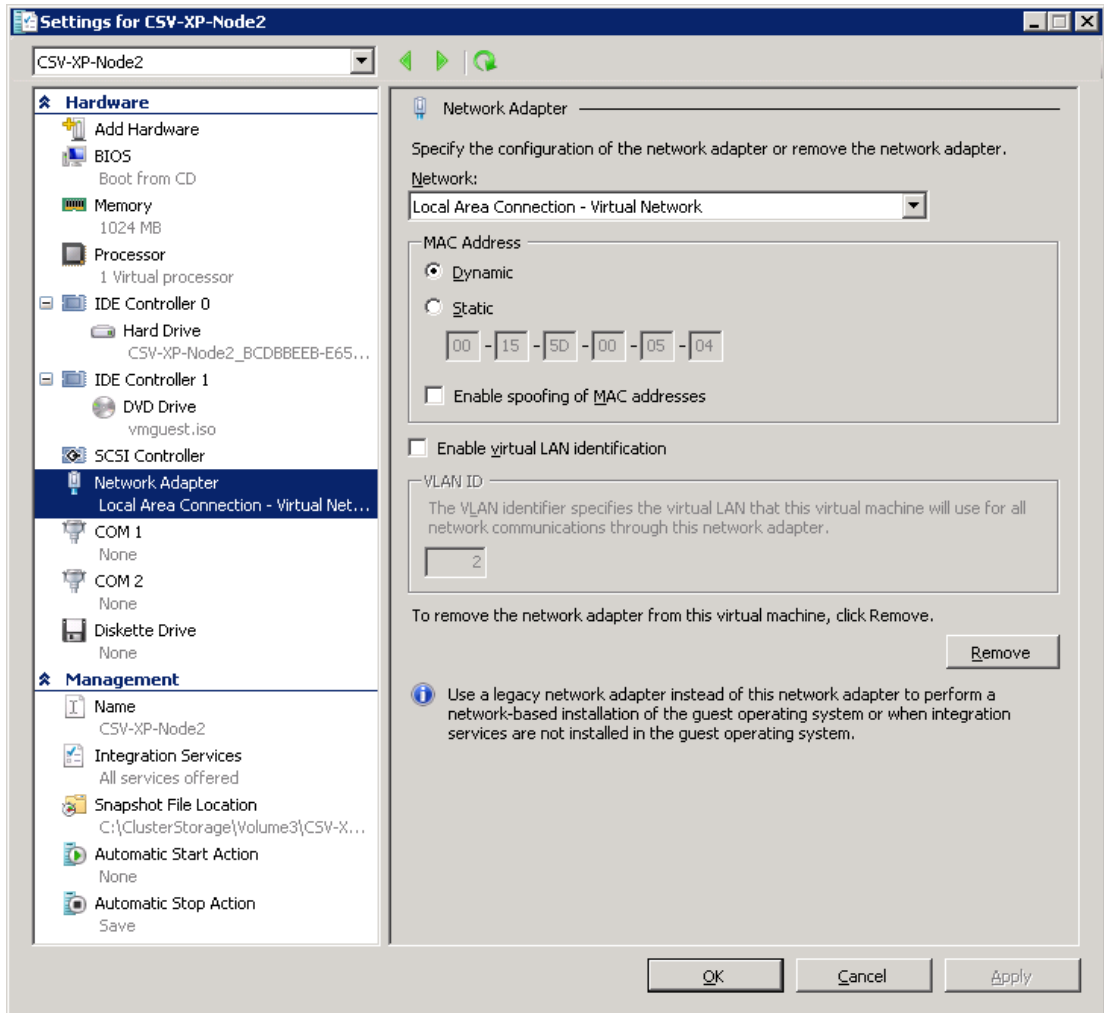 Settings for CSV-XP-Node2
CSV-XP-Node2
Hardware
Add Hardware
BIOS
Boot from CD
Memory
1024 MB
Processor
1 Virtual processor
IDE Controller 0
Hard Drive
CSV-XP-Node2_BCDBBEEB-E65...
IDE Controller 1
DVD Drive
vmguest.iso
SCSI Controller
Network Adapter
Local Area Connection - Virtual Net...
COM 1
None
COM 2
None
Diskette Drive
None
Management
Name
CSV-XP-Node2
Integration Services
All services offered
Snapshot File Location
C:\ClusterStorage\Volume3\CSV-X...
Automatic Start Action
None
Automatic Stop Action
Save
Network Adapter
Specify the configuration of the network adapter or remove the network adapter.
Network:
Local Area Connection - Virtual Network
MAC Address
Dynamic
Static
00 - 15 - 5D - 00 - 05 - 04
Enable spoofing of MAC addresses
Enable virtual LAN identification
VLAN ID
The VLAN identifier specifies the virtual LAN that this virtual machine will use for all
network communications through this network adapter.
2
To remove the network adapter from this virtual machine, click Remove.
Remove
Use a legacy network adapter instead of this network adapter to perform a
network-based installation of the guest operating system or when integration
services are not installed in the guest operating system.
OK
Cancel
Apply